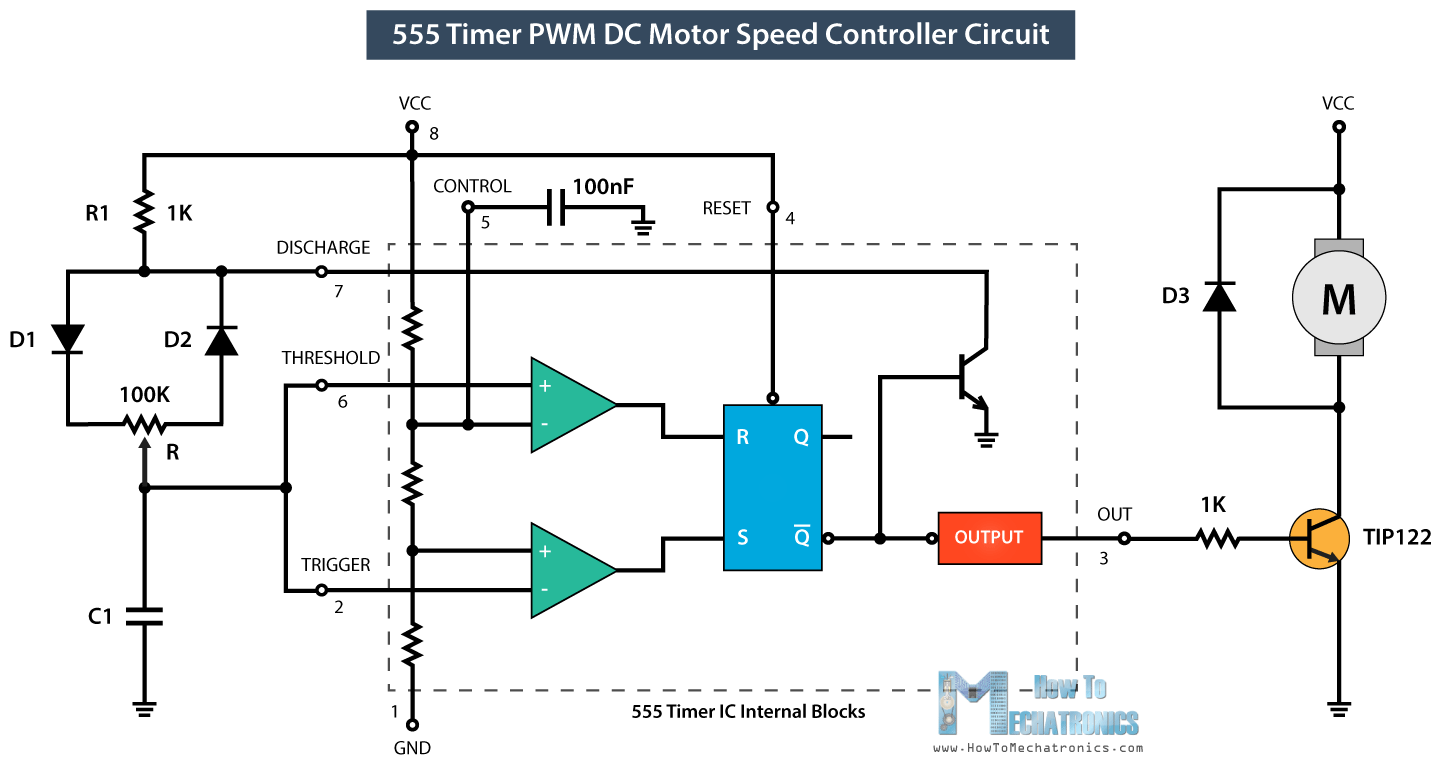 555 Timer PWM DC Motor Speed Controller Circuit
VCC
8
VCC
CONTROL
100nF
5
RESET
4
R1
1K
DISCHARGE
7
D1
D2
D3
M
THRESHOLD
6
100K
R
+
-
R
Q
S
Q̅
+
-
OUTPUT
OUT
3
1K
TIP122
TRIGGER
2
C1
1
GND
555 Timer IC Internal Blocks
How To
MECHATRONICS
www.HowToMechatronics.com